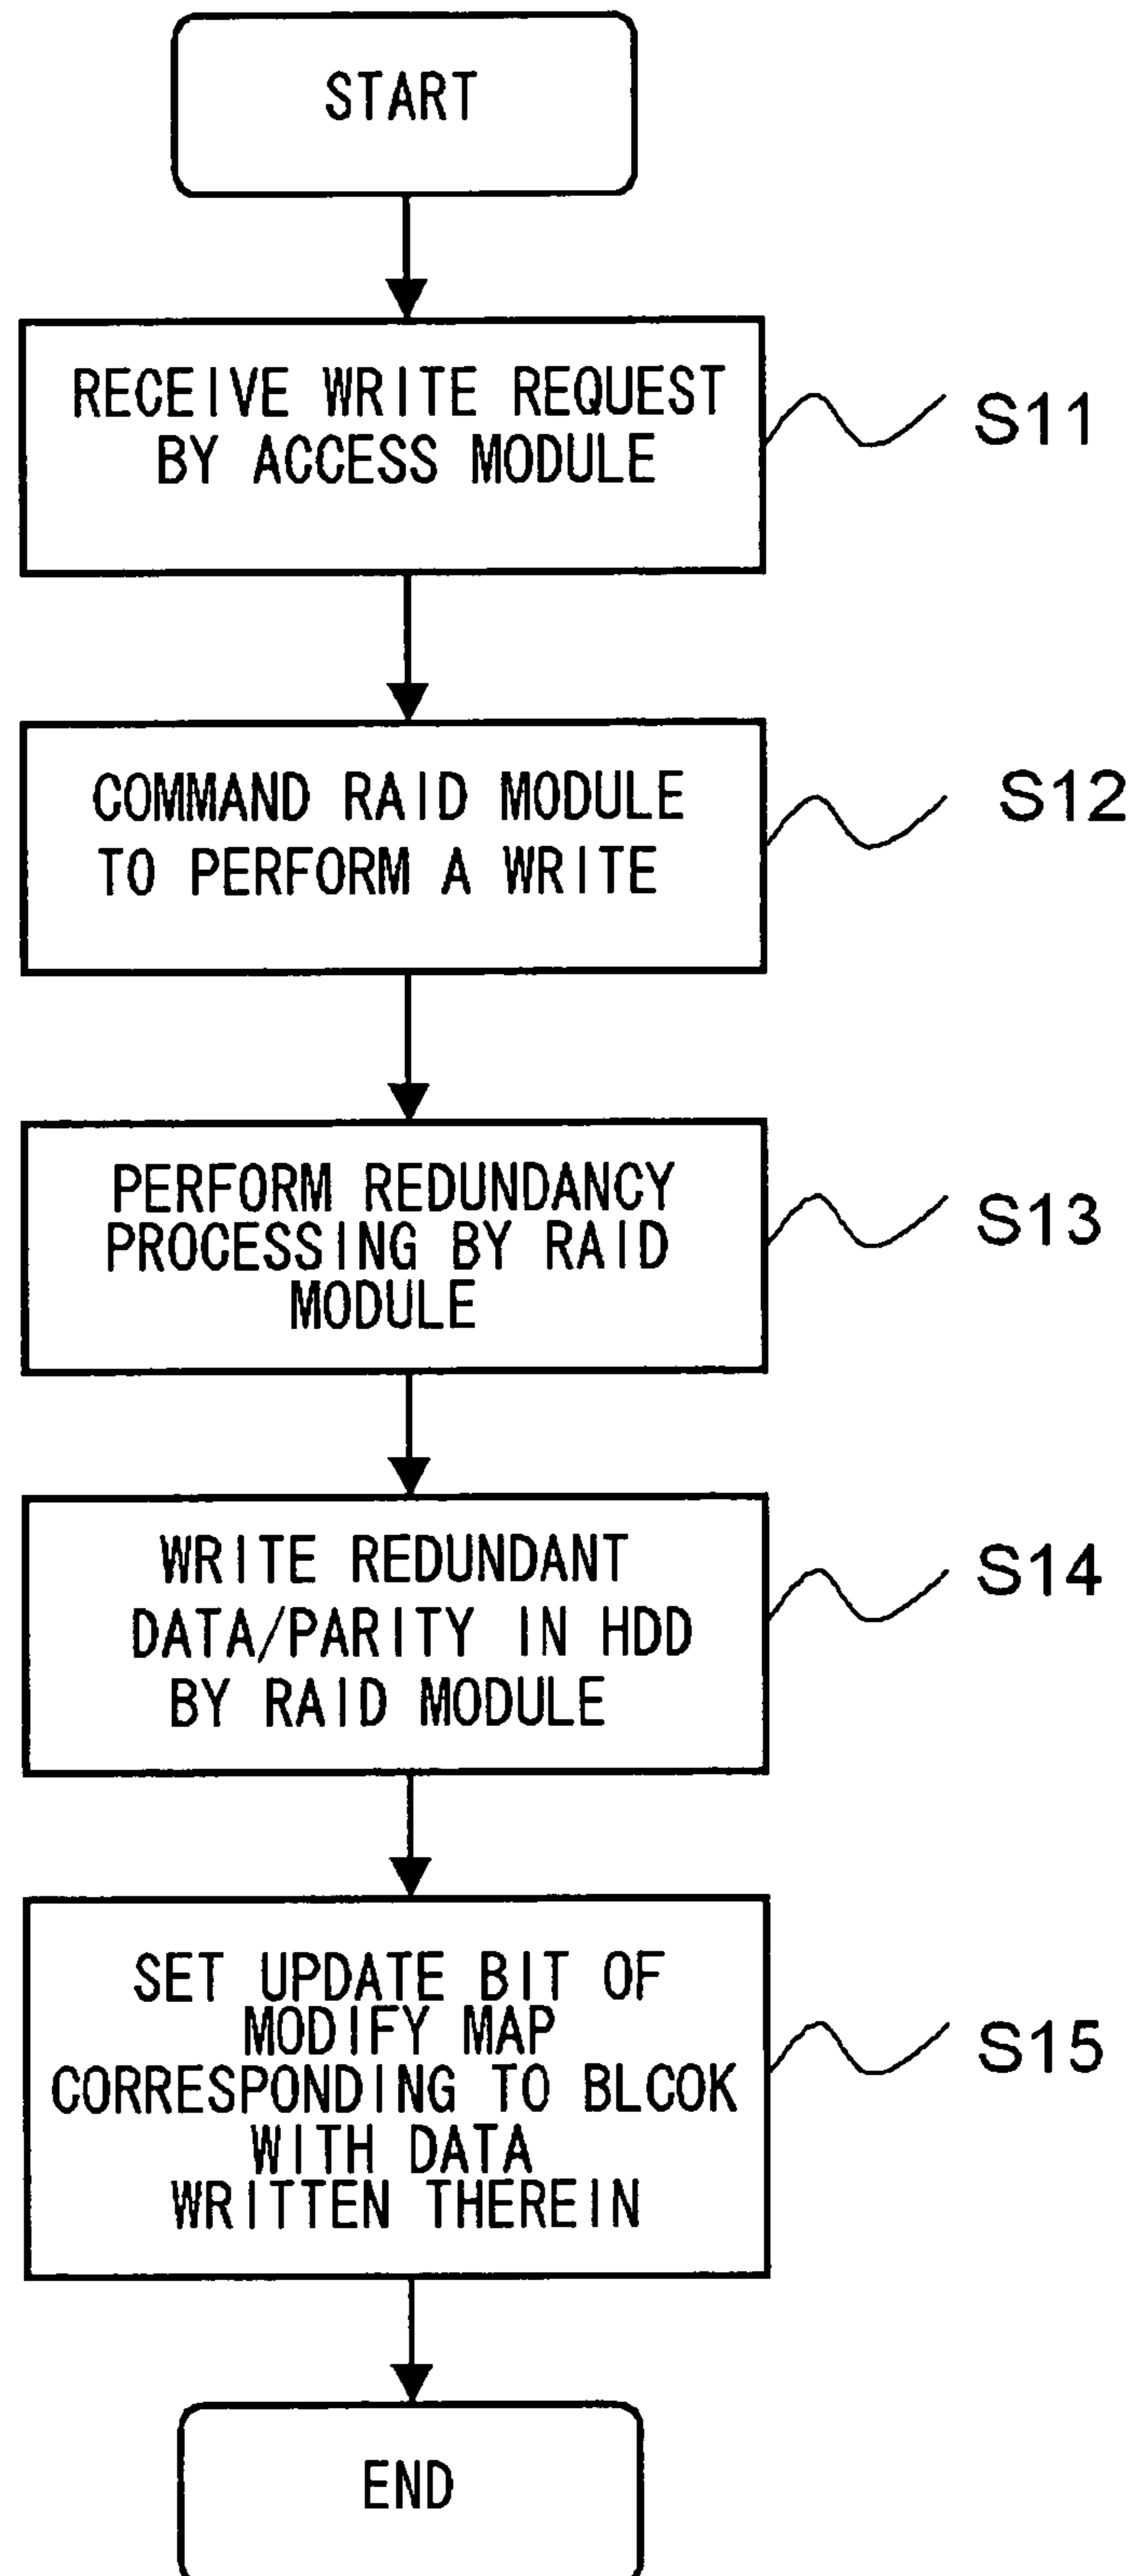 START
RECEIVE WRITE REQUEST
BY ACCESS MODULE
S11
COMMAND RAID MODULE
TO PERFORM A WRITE
S12
PERFORM REDUNDANCY
PROCESSING BY RAID
MODULE
S13
WRITE REDUNDANT
DATA/PARITY IN HDD
BY RAID MODULE
S14
SET UPDATE BIT OF
MODIFY MAP
CORRESPONDING TO BLCOK
WITH DATA
WRITTEN THEREIN
S15
END